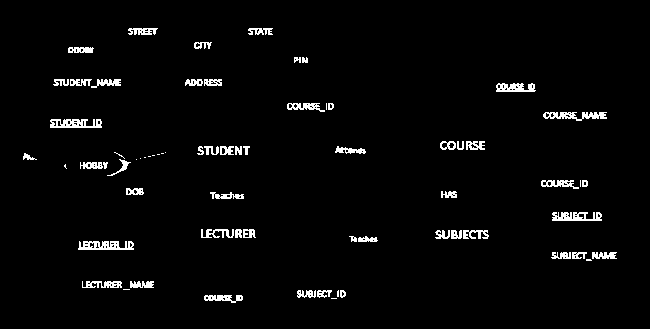 STREET
STATE
CITY
DOOR#
PIN
STUDENT_NAME
ADDRESS
COURSE_ID
COURSE_ID
COURSE_NAME
STUDENT_ID
STUDENT
Attends
COURSE
HOBBY
DOB
Teaches
HAS
COURSE_ID
SUBJECT_ID
LECTURER
Teaches
SUBJECTS
LECTURER_ID
SUBJECT_NAME
LECTURER_NAME
COURSE_ID
SUBJECT_ID